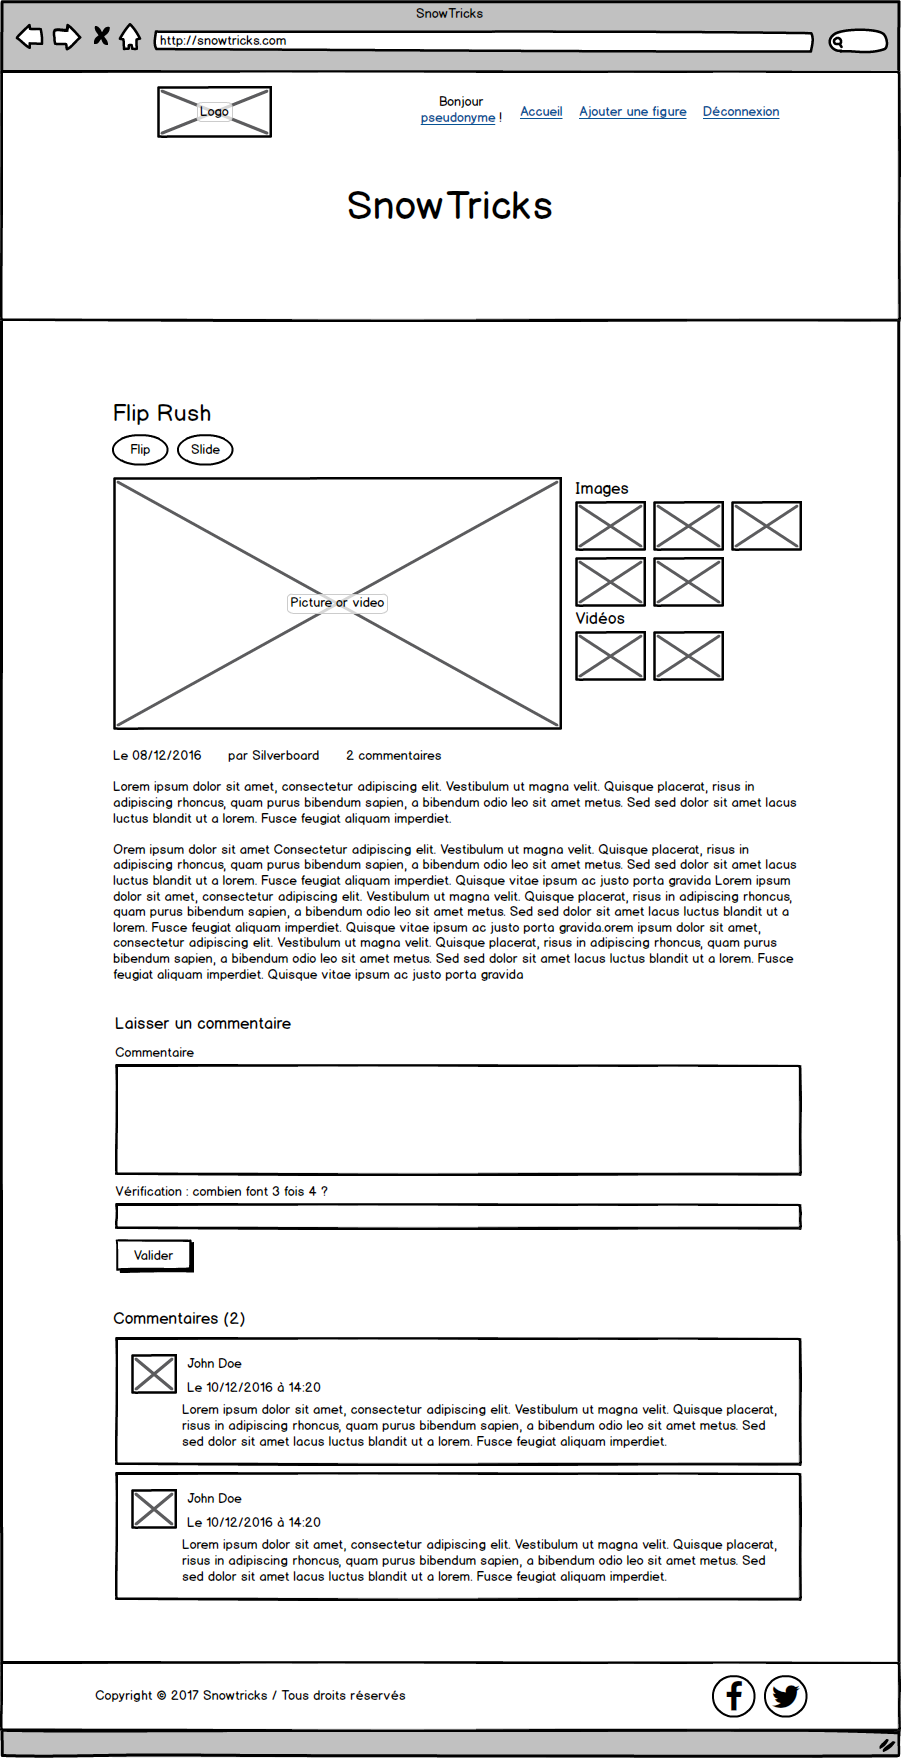 SnowTricks
http://snowtricks.com
Logo
Bonjour
pseudonyme !
Accueil
Ajouter une figure
Déconnexion
SnowTricks
Flip Rush
Flip
Slide
Picture or video
Images
Vidéos
Le 08/12/2016
par Silverboard
2 commentaires
Lorem ipsum dolor sit amet, consectetur adipiscing elit. Vestibulum ut magna velit. Quisque placerat, risus in
adipiscing rhoncus, quam purus bibendum sapien, a bibendum odio leo sit amet metus. Sed sed dolor sit amet lacus
luctus blandit ut a lorem. Fusce feugiat aliquam imperdiet.
Orem ipsum dolor sit amet Consectetur adipiscing elit. Vestibulum ut magna velit. Quisque placerat, risus in
adipiscing rhoncus, quam purus bibendum sapien, a bibendum odio leo sit amet metus. Sed sed dolor sit amet lacus
luctus blandit ut a lorem. Fusce feugiat aliquam imperdiet. Quisque vitae ipsum ac justo porta gravida Lorem ipsum
dolor sit amet, consectetur adipiscing elit. Vestibulum ut magna velit. Quisque placerat, risus in adipiscing rhoncus,
quam purus bibendum sapien, a bibendum odio leo sit amet metus. Sed sed dolor sit amet lacus luctus blandit ut a
lorem. Fusce feugiat aliquam imperdiet. Quisque vitae ipsum ac justo porta gravida.orem ipsum dolor sit amet,
consectetur adipiscing elit. Vestibulum ut magna velit. Quisque placerat, risus in adipiscing rhoncus, quam purus
bibendum sapien, a bibendum odio leo sit amet metus. Sed sed dolor sit amet lacus luctus blandit ut a lorem. Fusce
feugiat aliquam imperdiet. Quisque vitae ipsum ac justo porta gravida
Laisser un commentaire
Commentaire
Vérification : combien font 3 fois 4 ?
Valider
Commentaires (2)
John Doe
Le 10/12/2016 à 14:20
Lorem ipsum dolor sit amet, consectetur adipiscing elit. Vestibulum ut magna velit. Quisque placerat,
risus in adipiscing rhoncus, quam purus bibendum sapien, a bibendum odio leo sit amet metus. Sed
sed dolor sit amet lacus luctus blandit ut a lorem. Fusce feugiat aliquam imperdiet.
John Doe
Le 10/12/2016 à 14:20
Lorem ipsum dolor sit amet, consectetur adipiscing elit. Vestibulum ut magna velit. Quisque placerat,
risus in adipiscing rhoncus, quam purus bibendum sapien, a bibendum odio leo sit amet metus. Sed
sed dolor sit amet lacus luctus blandit ut a lorem. Fusce feugiat aliquam imperdiet.
Copyright © 2017 Snowtricks / Tous droits réservés